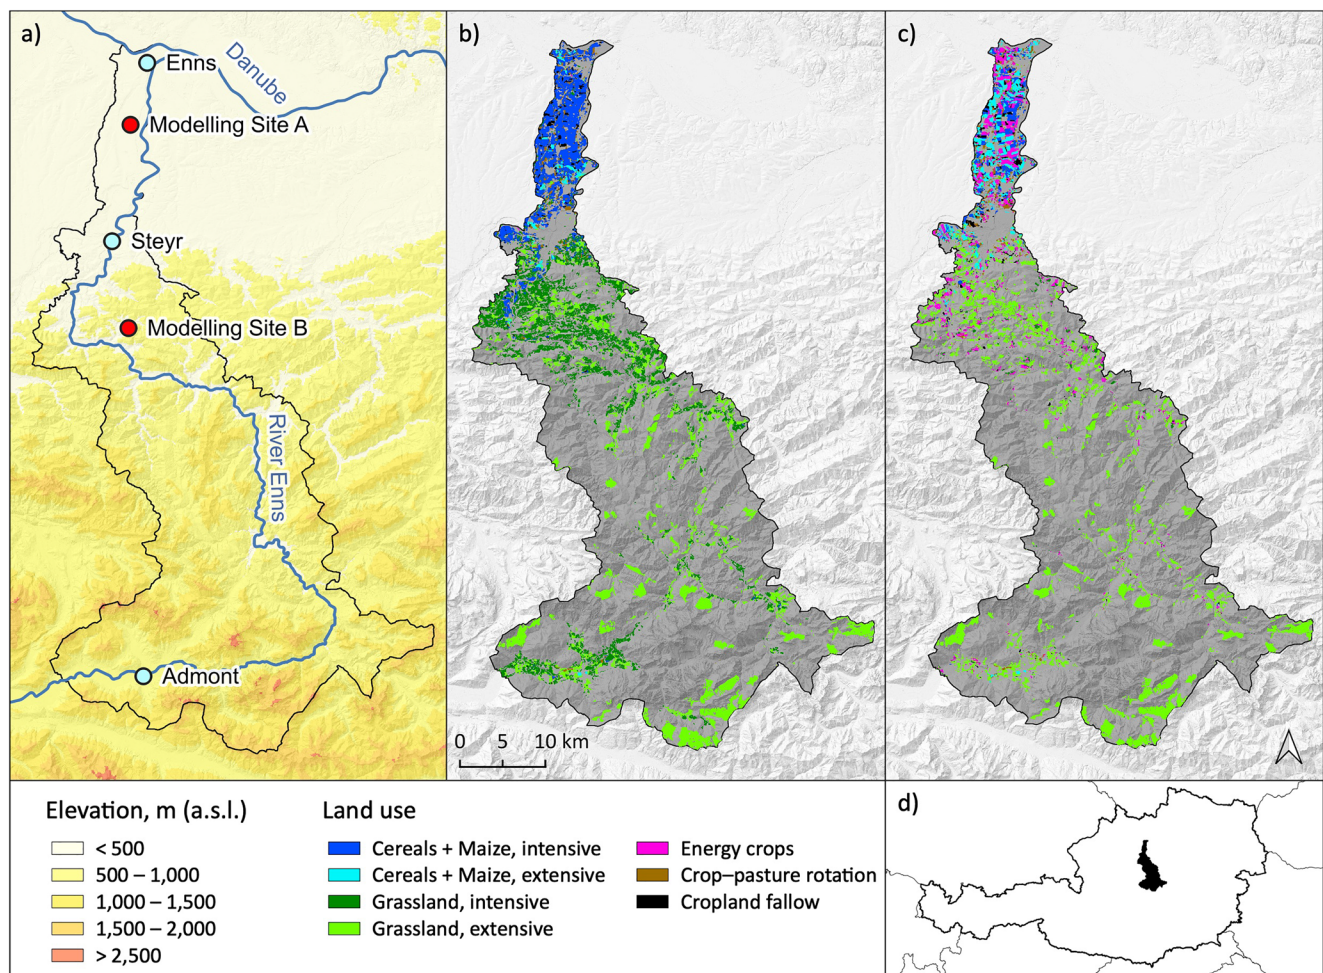 a)
Enns
Danube
Modelling Site A
Steyr
Modelling Site B
River Enns
Admont
b)
0 5 10 km
c)
Elevation, m (a.s.l.)
< 500
500 – 1,000
1,000 – 1,500
1,500 – 2,000
> 2,500
Land use
Cereals + Maize, intensive
Cereals + Maize, extensive
Grassland, intensive
Grassland, extensive
Energy crops
Crop–pasture rotation
Cropland fallow
d)